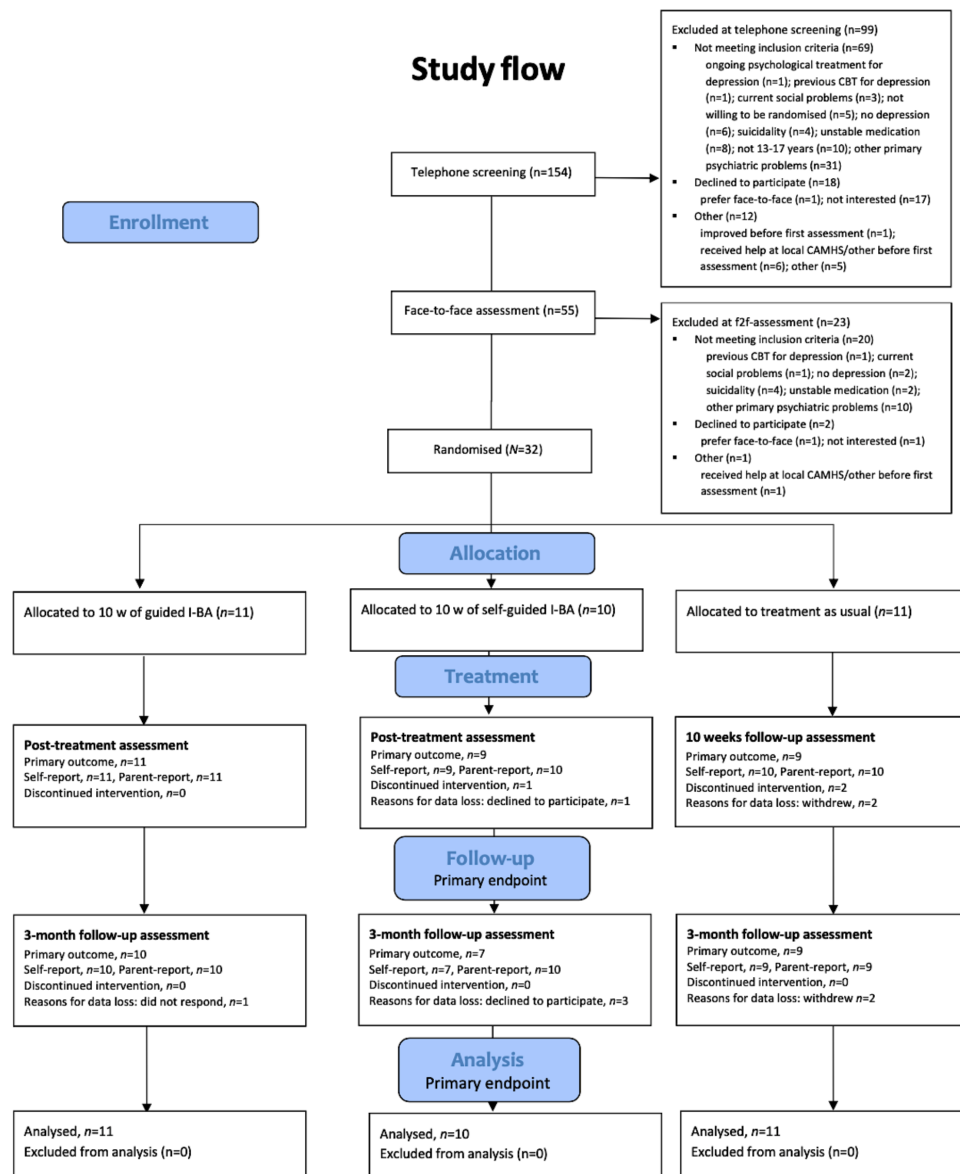 Study flow
Excluded at telephone screening (n=99)
▪ Not meeting inclusion criteria (n=69)
ongoing psychological treatment for
depression (n=1); previous CBT for depression
(n=1); current social problems (n=3); not
willing to be randomised (n=5); no depression
(n=6); suicidality (n=4); unstable medication
(n=8); not 13-17 years (n=10); other primary
psychiatric problems (n=31)
▪ Declined to participate (n=18)
prefer face-to-face (n=1); not interested (n=17)
▪ Other (n=12)
improved before first assessment (n=1);
received help at local CAMHS/other before first
assessment (n=6); other (n=5)
Telephone screening (n=154)
Enrollment
Face-to-face assessment (n=55)
Excluded at f2f-assessment (n=23)
▪ Not meeting inclusion criteria (n=20)
previous CBT for depression (n=1); current
social problems (n=1); no depression (n=2);
suicidality (n=4); unstable medication (n=2);
other primary psychiatric problems (n=10)
▪ Declined to participate (n=2)
prefer face-to-face (n=1); not interested (n=1)
▪ Other (n=1)
received help at local CAMHS/other before first
assessment (n=1)
Randomised (N=32)
Allocation
Allocated to 10 w of guided I-BA (n=11)
Allocated to 10 w of self-guided I-BA (n=10)
Allocated to treatment as usual (n=11)
Treatment
Post-treatment assessment
Primary outcome, n=11
Self-report, n=11, Parent-report, n=11
Discontinued intervention, n=0
Post-treatment assessment
Primary outcome, n=9
Self-report, n=9, Parent-report, n=10
Discontinued intervention, n=1
Reasons for data loss: declined to participate, n=1
10 weeks follow-up assessment
Primary outcome, n=9
Self-report, n=10, Parent-report, n=10
Discontinued intervention, n=2
Reasons for data loss: withdrew, n=2
Follow-up
Primary endpoint
3-month follow-up assessment
Primary outcome, n=10
Self-report, n=10, Parent-report, n=10
Discontinued intervention, n=0
Reasons for data loss: did not respond, n=1
3-month follow-up assessment
Primary outcome, n=7
Self-report, n=7, Parent-report, n=10
Discontinued intervention, n=0
Reasons for data loss: declined to participate, n=3
3-month follow-up assessment
Primary outcome, n=9
Self-report, n=9, Parent-report, n=9
Discontinued intervention, n=0
Reasons for data loss: withdrew n=2
Analysis
Primary endpoint
Analysed, n=11
Excluded from analysis (n=0)
Analysed, n=10
Excluded from analysis (n=0)
Analysed, n=11
Excluded from analysis (n=0)